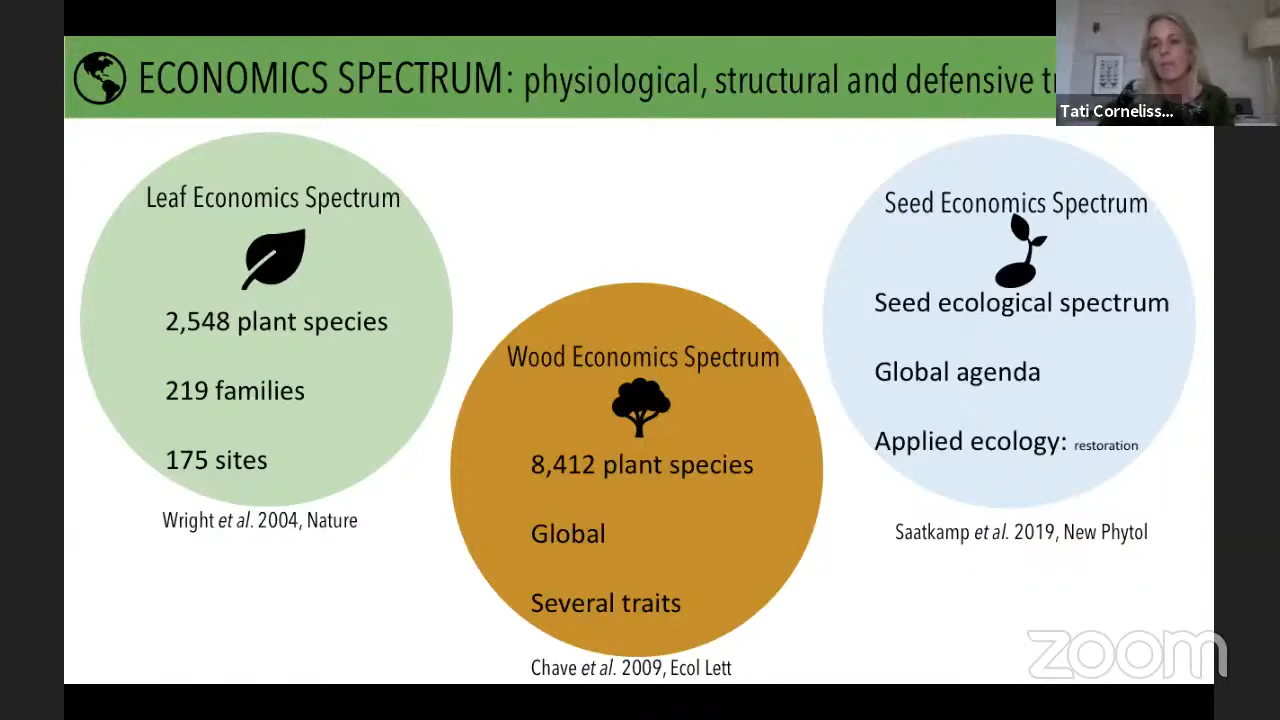 ECONOMICS SPECTRUM: physiological, structural and defensive
Tati Corneliss...
Leaf Economics Spectrum
2,548 plant species
219 families
175 sites
Wright et al. 2004, Nature
Wood Economics Spectrum
8,412 plant species
Global
Several traits
Chave et al. 2009, Ecol Lett
Seed Economics Spectrum
Seed ecological spectrum
Global agenda
Applied ecology: restoration
Saatkamp et al. 2019, New Phytol
zoom